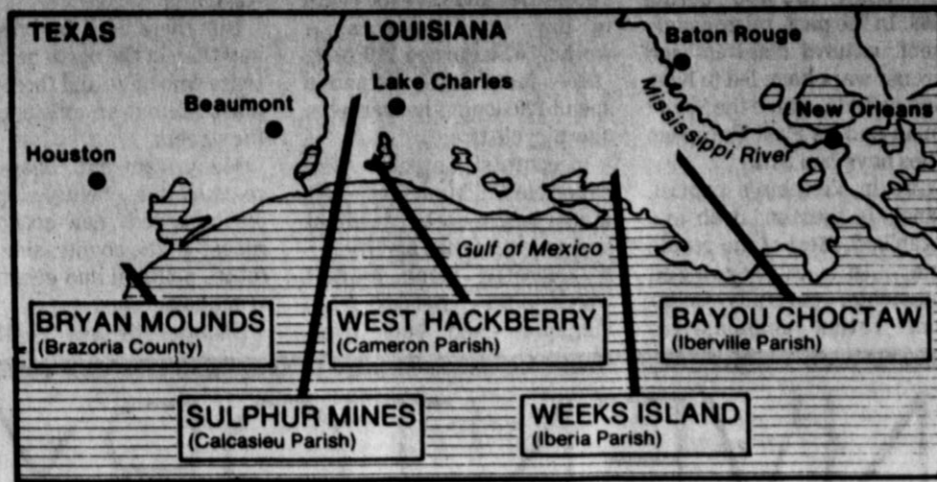 TEXAS
LOUISIANA
Baton Rouge
Lake Charles
Beaumont
New Orleans
Mississippi River
Houston
Gulf of Mexico
BRYAN MOUNDS
(Brazoria County)
WEST HACKBERRY
(Cameron Parish)
BAYOU CHOCTAW
(Iberville Parish)
SULPHUR MINES
(Calcasieu Parish)
WEEKS ISLAND
(Iberia Parish)